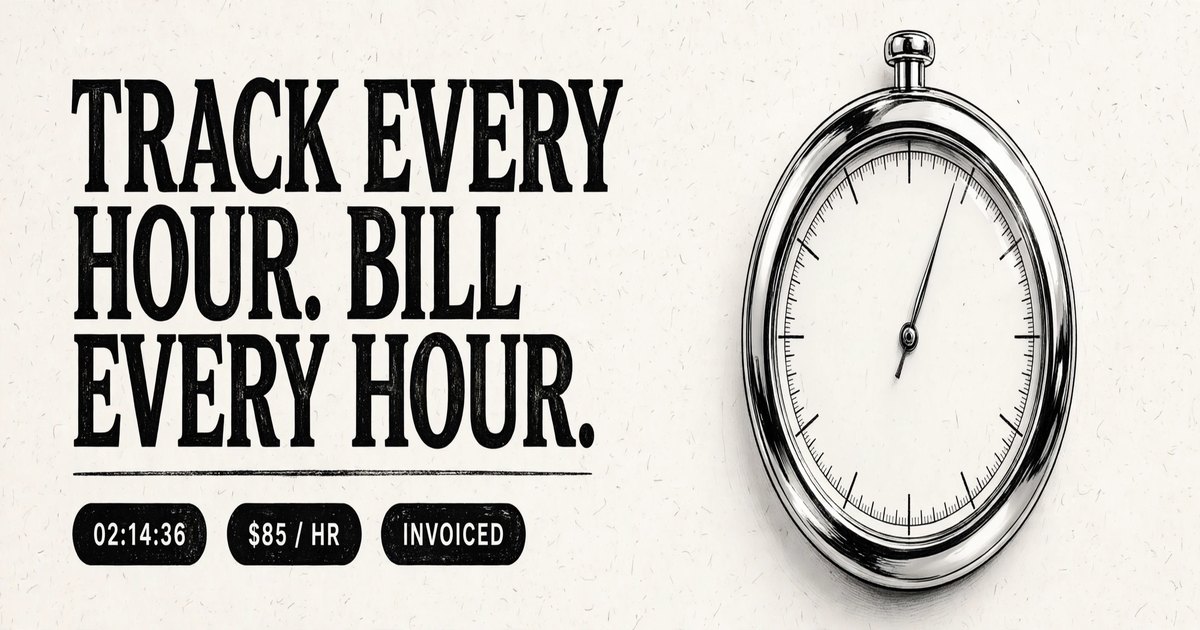 TRACK EVERY
HOUR. BILL
EVERY HOUR.
02:14:36
$85 / HR
INVOICED